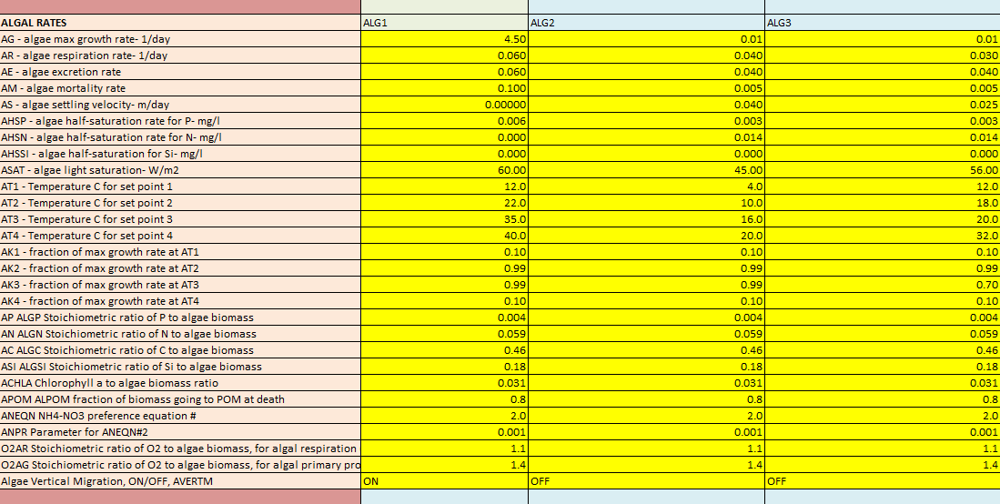 ALGAL RATES ALG1 ALG2 ALG3
AG - algae max growth rate- 1/day 4.50 0.01 0.01
AR - algae respiration rate- 1/day 0.060 0.040 0.030
AE - algae excretion rate 0.060 0.040 0.040
AM - algae mortality rate 0.100 0.005 0.005
AS - algae settling velocity- m/day 0.00000 0.040 0.025
AHSP - algae half-saturation rate for P- mg/l 0.006 0.003 0.003
AHSN - algae half-saturation rate for N- mg/l 0.000 0.014 0.014
AHSSI - algae half-saturation for Si- mg/l 0.000 0.000 0.000
ASAT - algae light saturation- W/m2 60.00 45.00 56.00
AT1 - Temperature C for set point 1 12.0 4.0 12.0
AT2 - Temperature C for set point 2 22.0 10.0 18.0
AT3 - Temperature C for set point 3 35.0 16.0 20.0
AT4 - Temperature C for set point 4 40.0 20.0 32.0
AK1 - fraction of max growth rate at AT1 0.10 0.10 0.10
AK2 - fraction of max growth rate at AT2 0.99 0.99 0.99
AK3 - fraction of max growth rate at AT3 0.99 0.99 0.70
AK4 - fraction of max growth rate at AT4 0.10 0.10 0.10
AP ALGP Stoichiometric ratio of P to algae biomass 0.004 0.004 0.004
AN ALGN Stoichiometric ratio of N to algae biomass 0.059 0.059 0.059
AC ALGC Stoichiometric ratio of C to algae biomass 0.46 0.46 0.46
ASI ALGSI Stoichiometric ratio of Si to algae biomass 0.18 0.18 0.18
ACHLA Chlorophyll a to algae biomass ratio 0.031 0.031 0.031
APOM ALPOM fraction of biomass going to POM at death 0.8 0.8 0.8
ANEQN NH4-NO3 preference equation # 2.0 2.0 2.0
ANPR Parameter for ANEQN#2 0.001 0.001 0.001
O2AR Stoichiometric ratio of O2 to algae biomass, for algal respiration 1.1 1.1 1.1
O2AG Stoichiometric ratio of O2 to algae biomass, for algal primary pro 1.4 1.4 1.4
Algae Vertical Migration, ON/OFF, AVERTM ON OFF OFF